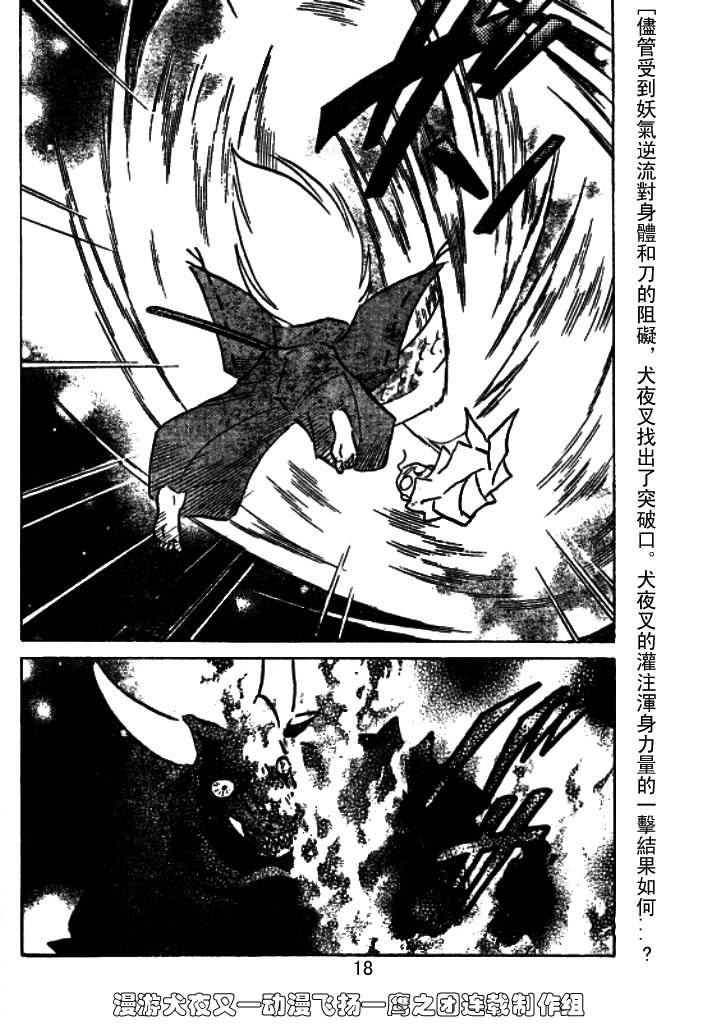 [儘管受到妖氣逆流對身體和刀的阻礙，犬夜叉找出了突破口。犬夜叉的灌注渾身力量的一擊結果如何…？
18
漫游犬夜叉—动漫飞扬—鹰之团连载制作组